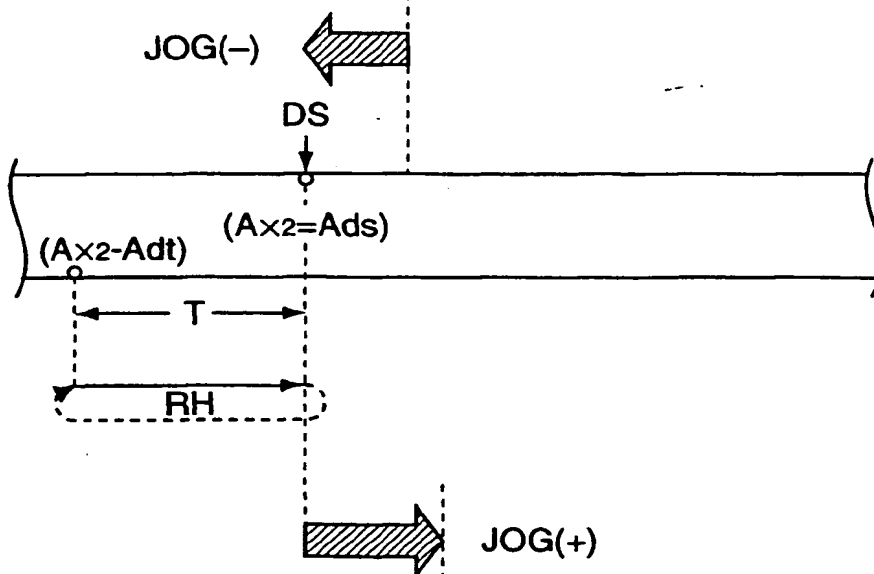 JOG(−)
DS
(Ax2=Ads)
(Ax2-Adt)
T
RH
JOG(+)